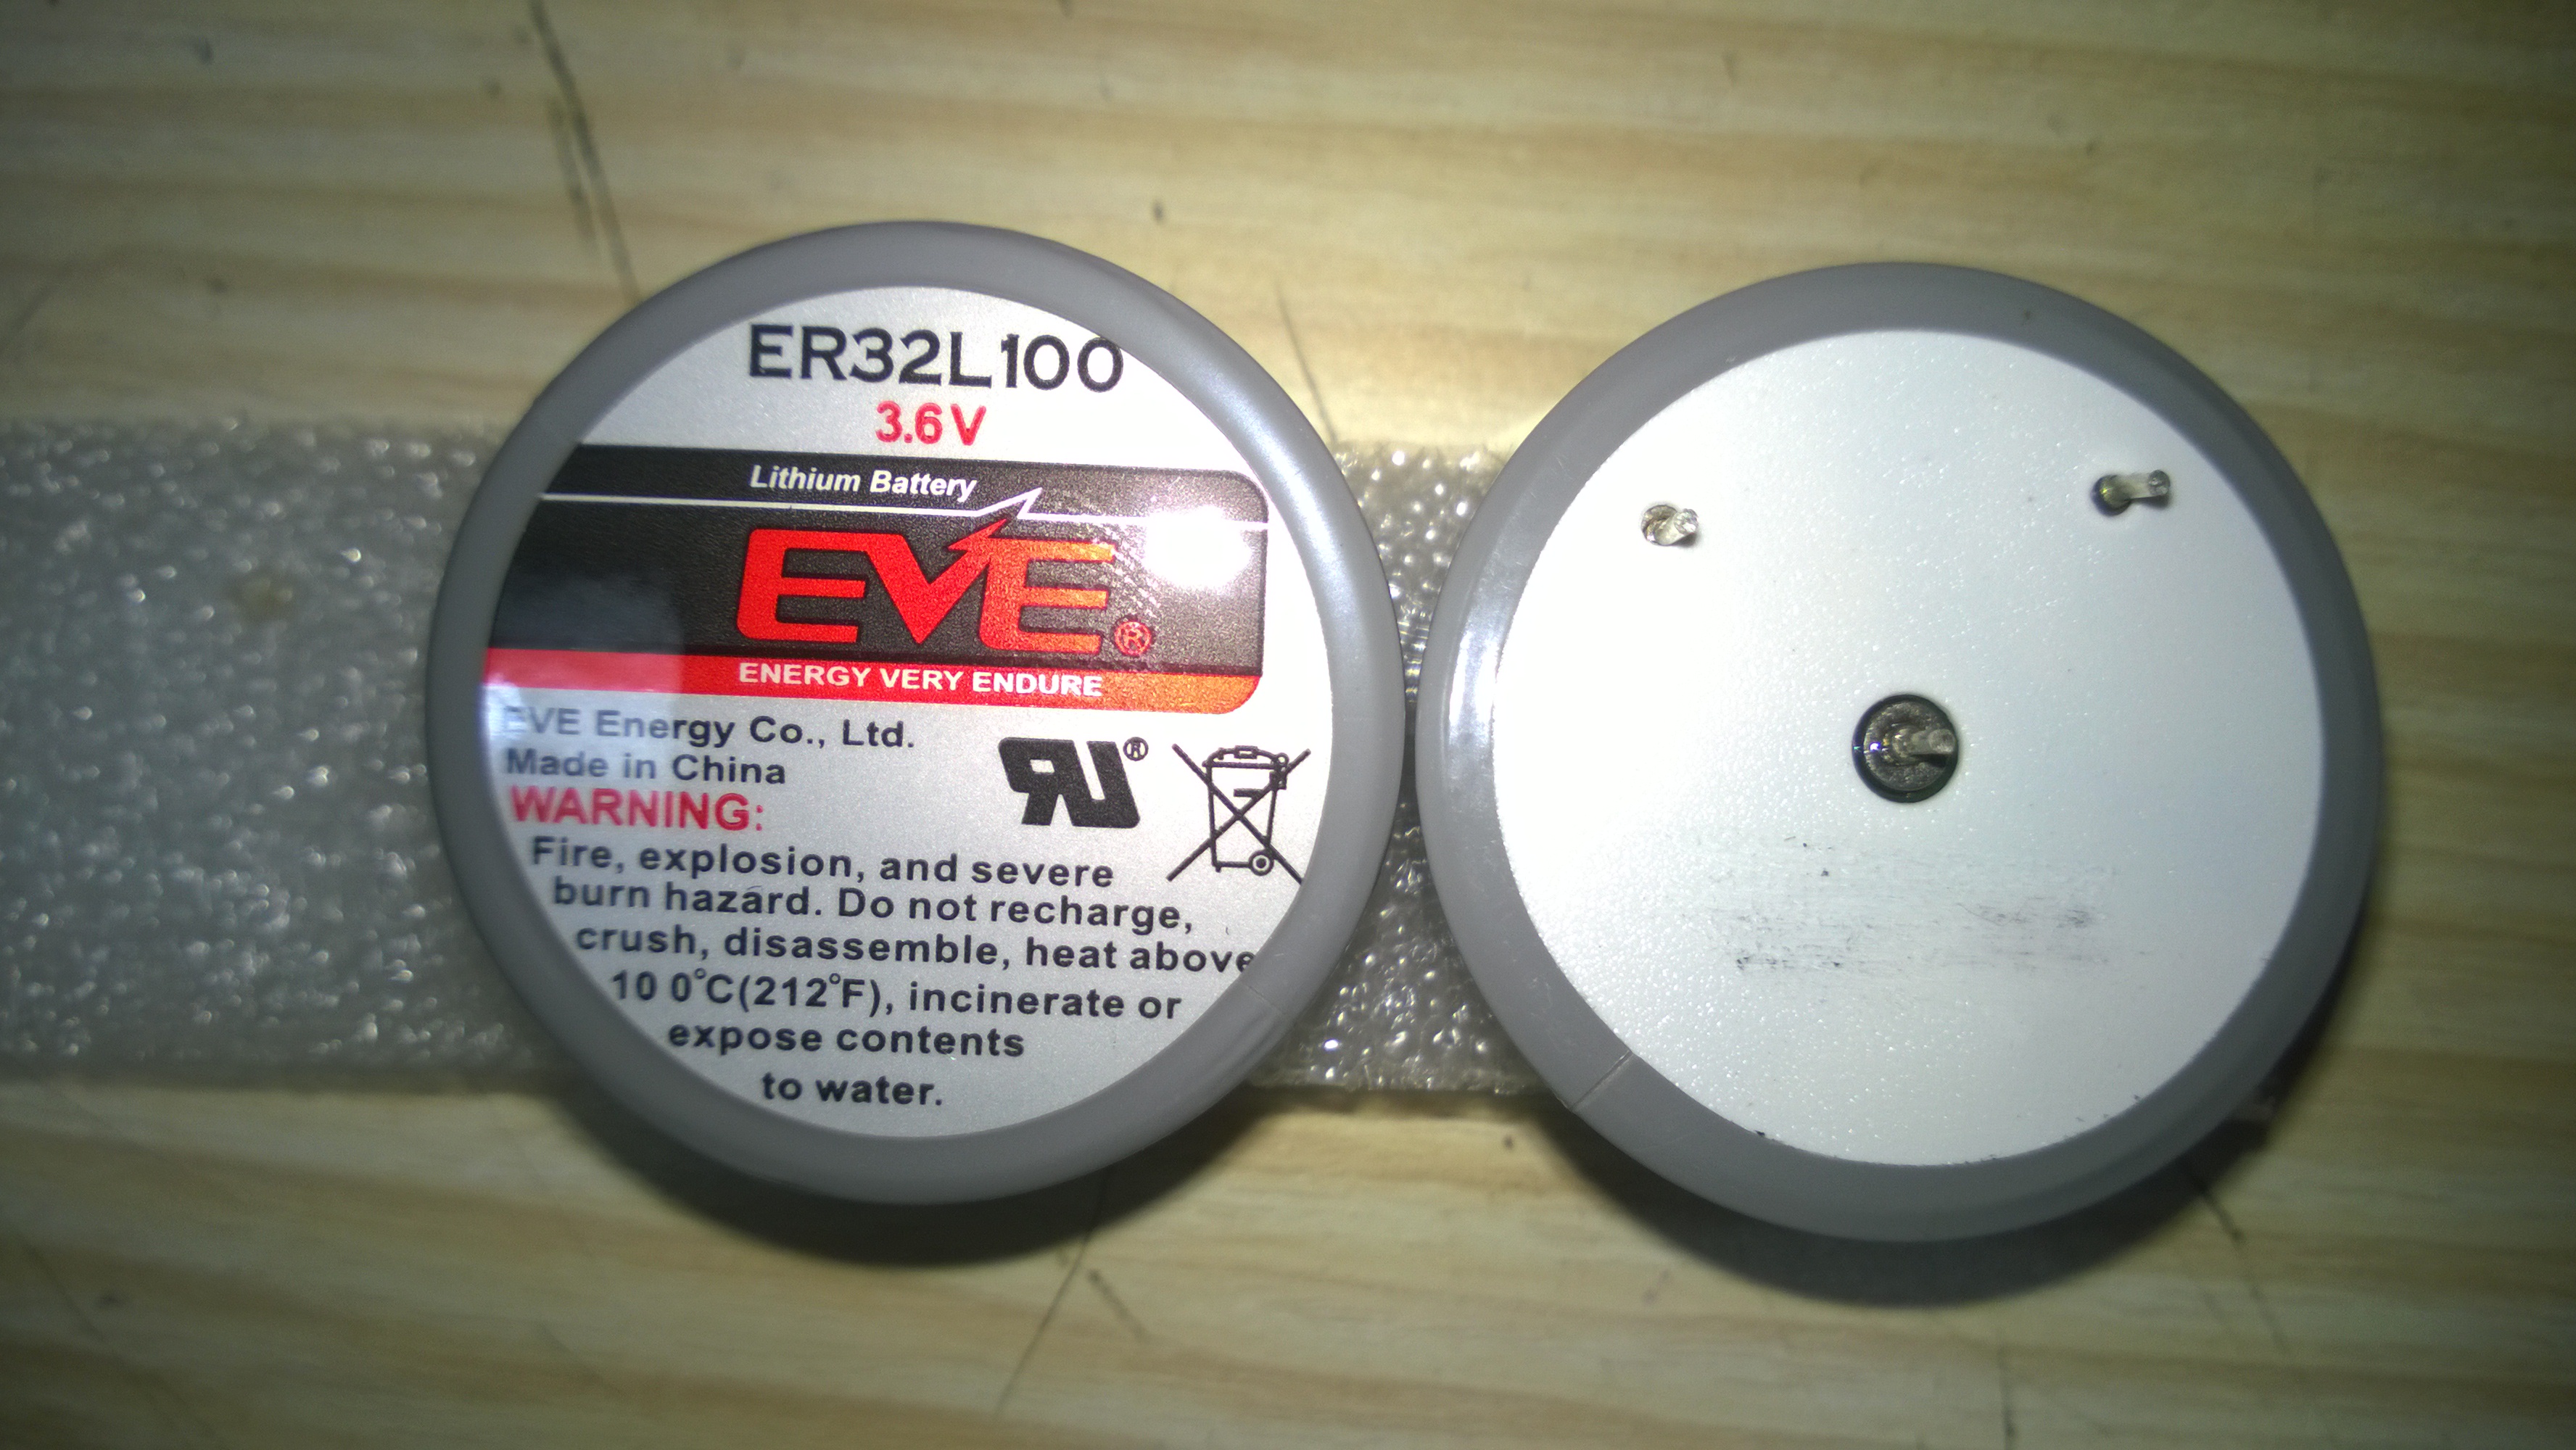 ER32L100
3.6V
Lithium Battery
EVE®
ENERGY VERY ENDURE
EVE Energy Co., Ltd.
Made in China
RU®
WARNING:
Fire, explosion, and severe
burn hazard. Do not recharge,
crush, disassemble, heat above
10 0°C(212°F), incinerate or
expose contents
to water.